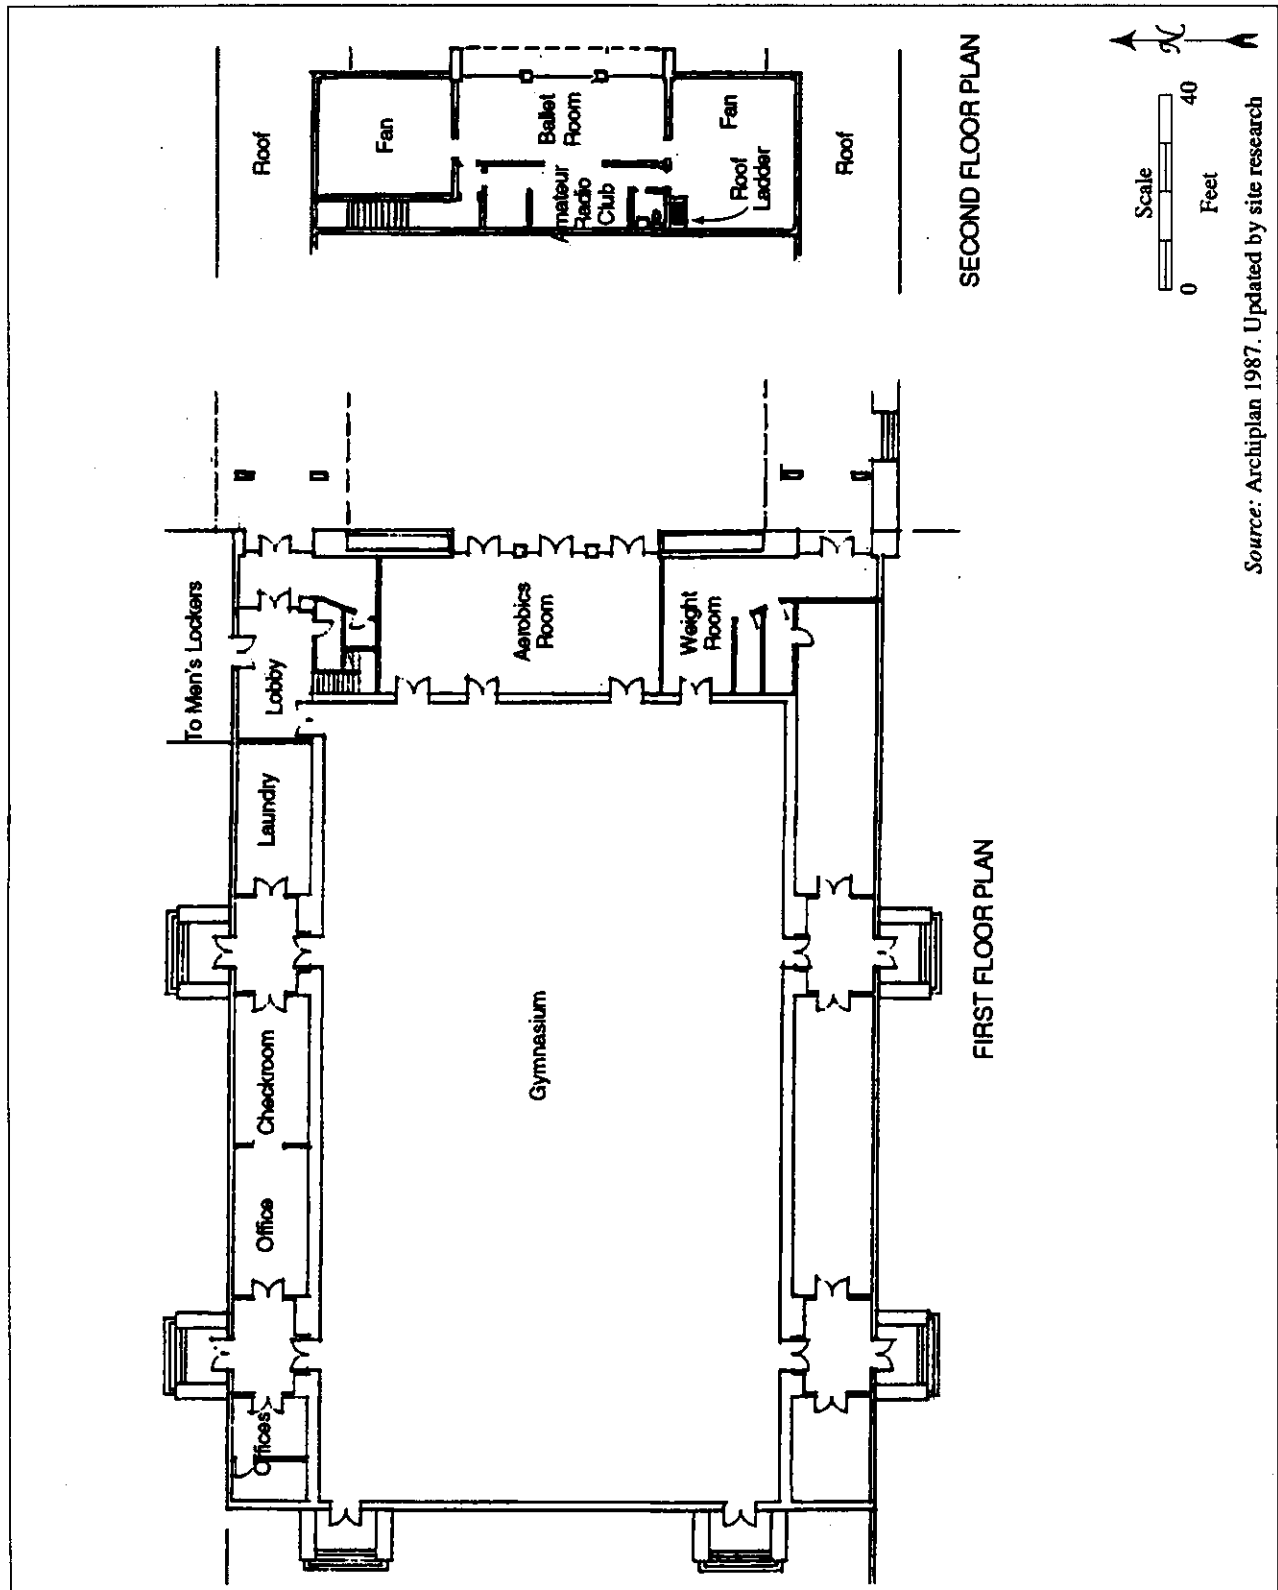 To Men's Lockers
Lobby
Laundry
Checkroom
Office
Offices
Aerobics
Room
Weight
Room
Gymnasium
FIRST FLOOR PLAN
Roof
Fan
Ballet
Room
Amateur
Radio
Club
Fan
Roof
Ladder
Roof
SECOND FLOOR PLAN
N
Scale
0 40
Feet
Source: Archiplan 1987. Updated by site research